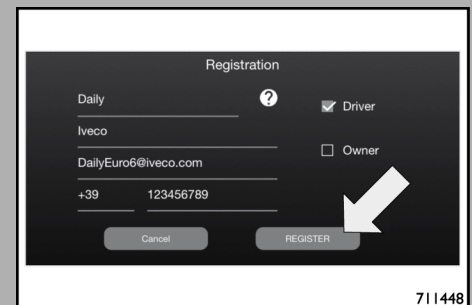 Registration
Daily ?
Driver
Iveco
Owner
DailyEuro6@iveco.com
+39 123456789
Cancel REGISTER
711448